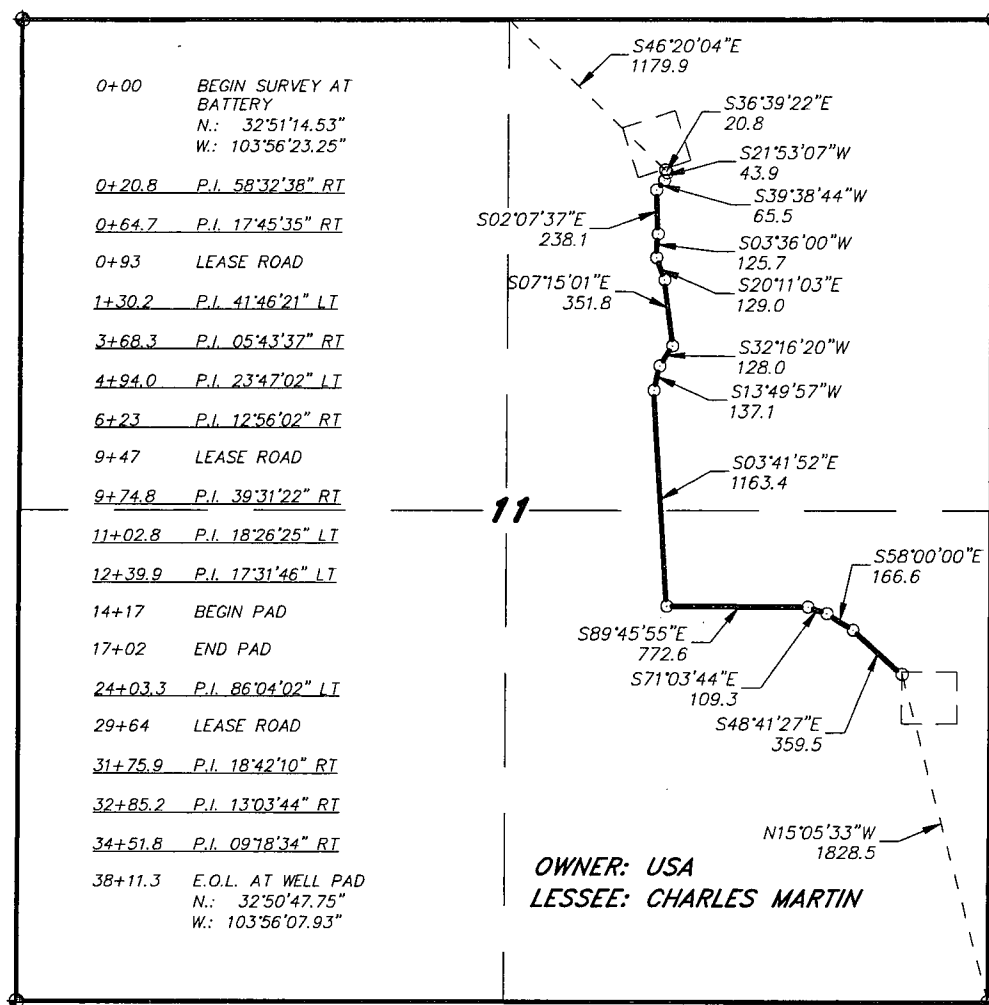 0+00 BEGIN SURVEY AT
BATTERY
N.: 32°51'14.53"
W.: 103°56'23.25"
0+20.8 P.I. 58°32'38" RT
0+64.7 P.I. 17°45'35" RT
0+93 LEASE ROAD
1+30.2 P.I. 41°46'21" LT
3+68.3 P.I. 05°43'37" RT
4+94.0 P.I. 23°47'02" LT
6+23 P.I. 12°56'02" RT
9+47 LEASE ROAD
9+74.8 P.I. 39°31'22" RT
11+02.8 P.I. 18°26'25" LT
12+39.9 P.I. 17°31'46" LT
14+17 BEGIN PAD
17+02 END PAD
24+03.3 P.I. 86°04'02" LT
29+64 LEASE ROAD
31+75.9 P.I. 18°42'10" RT
32+85.2 P.I. 13°03'44" RT
34+51.8 P.I. 09°18'34" RT
38+11.3 E.O.L. AT WELL PAD
N.: 32°50'47.75"
W.: 103°56'07.93"
S46°20'04"E
1179.9
S36°39'22"E
20.8
S21°53'07"W
43.9
S39°38'44"W
65.5
S02°07'37"E
238.1
S03°36'00"W
125.7
S20°11'03"E
129.0
S07°15'01"E
351.8
S32°16'20"W
128.0
S13°49'57"W
137.1
S03°41'52"E
1163.4
11
S58°00'00"E
166.6
S89°45'55"E
772.6
S71°03'44"E
109.3
S48°41'27"E
359.5
N15°05'33"W
1828.5
OWNER: USA
LESSEE: CHARLES MARTIN